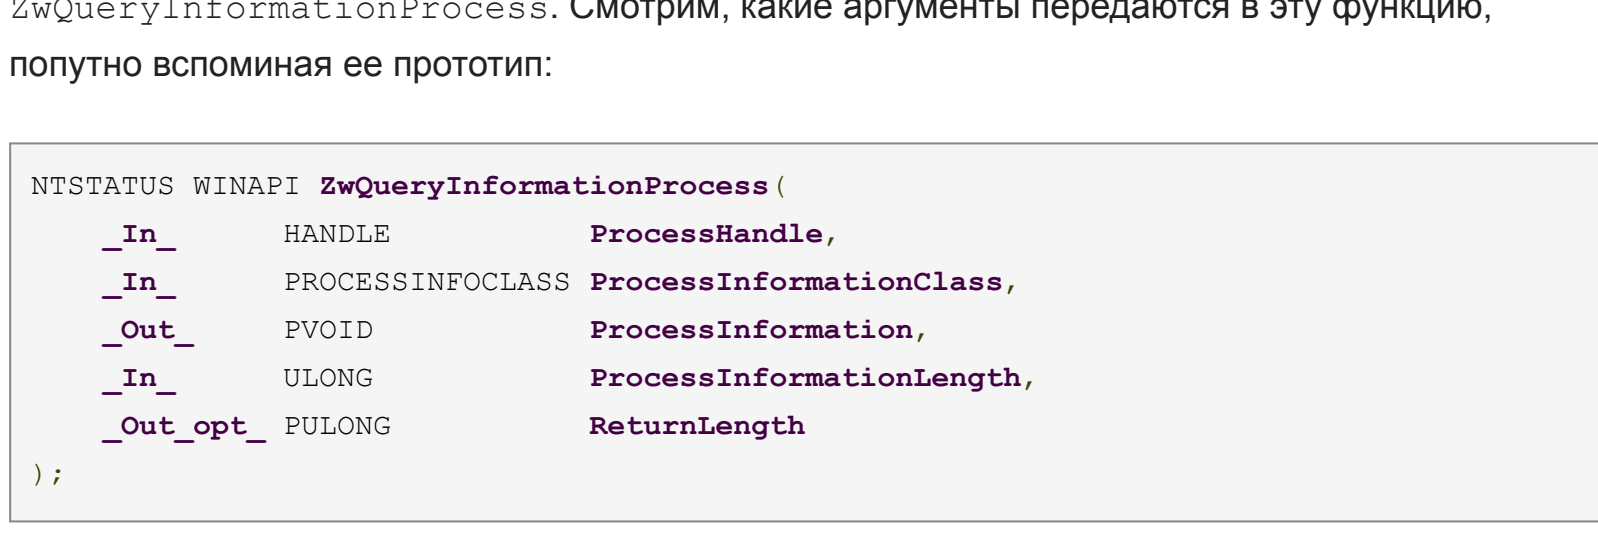 ZwQueryInformationProcess. Смотрим, какие аргументы передаются в эту функцию,
попутно вспоминая ее прототип:
NTSTATUS WINAPI ZwQueryInformationProcess(
    _In_      HANDLE           ProcessHandle,
    _In_      PROCESSINFOCLASS ProcessInformationClass,
    _Out_     PVOID            ProcessInformation,
    _In_      ULONG            ProcessInformationLength,
    _Out_opt_ PULONG           ReturnLength
);